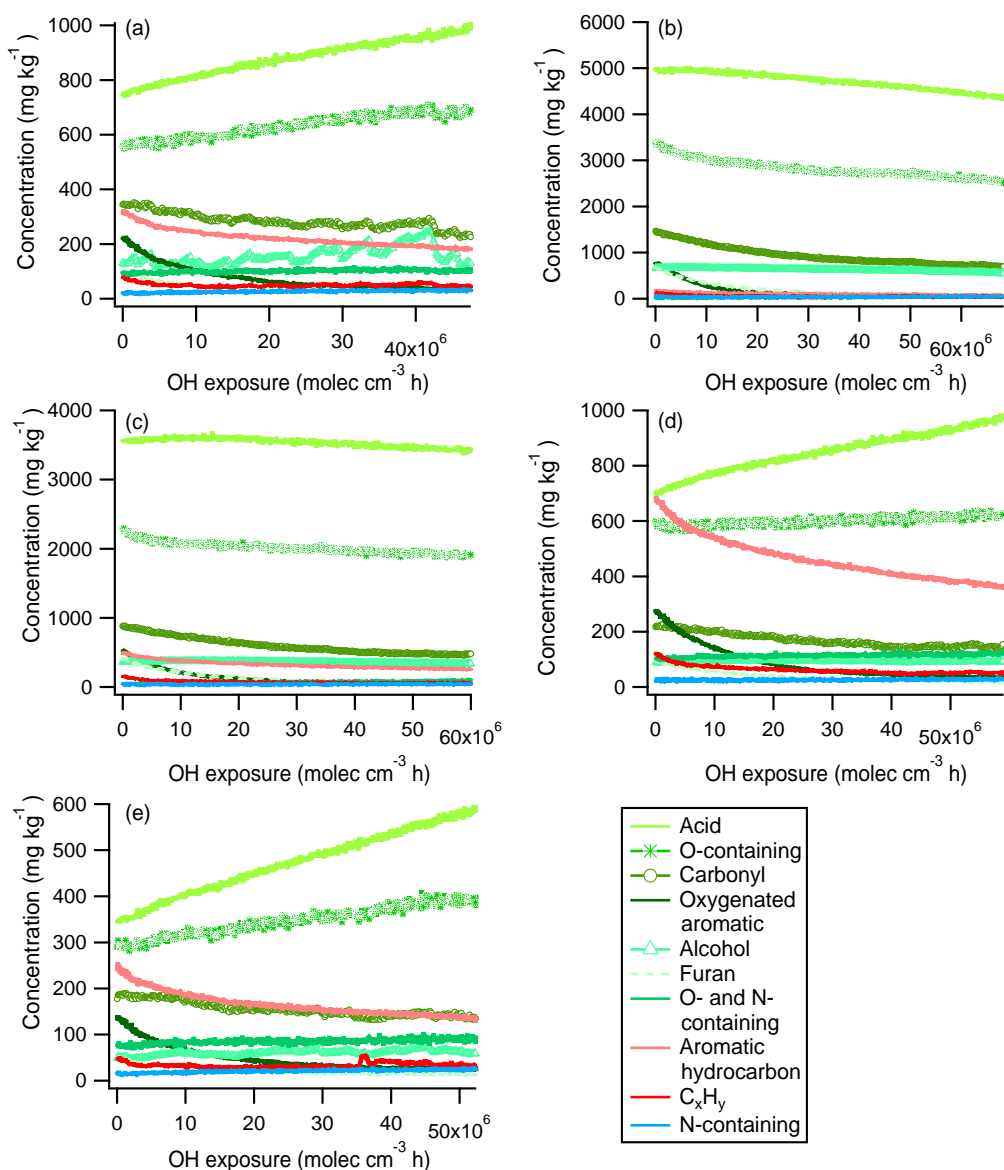 (a)
1000
800
600
400
200
0
Concentration (mg kg⁻¹)
0 10 20 30 40x10⁶
OH exposure (molec cm⁻³ h)
(b)
6000
5000
4000
3000
2000
1000
0
Concentration (mg kg⁻¹)
0 10 20 30 40 60x10⁶
OH exposure (molec cm⁻³ h)
(c)
4000
3000
2000
1000
0
Concentration (mg kg⁻¹)
0 10 20 30 40 60x10⁶
OH exposure (molec cm⁻³ h)
(d)
1000
800
600
400
200
0
Concentration (mg kg⁻¹)
0 10 20 30 40 50x10⁶
OH exposure (molec cm⁻³ h)
(e)
600
500
400
300
200
100
0
Concentration (mg kg⁻¹)
0 10 20 30 50x10⁶
OH exposure (molec cm⁻³ h)
Acid
O-containing
Carbonyl
Oxygenated
aromatic
Alcohol
Furan
O- and N-
containing
Aromatic
hydrocarbon
CₓHᵧ
N-containing